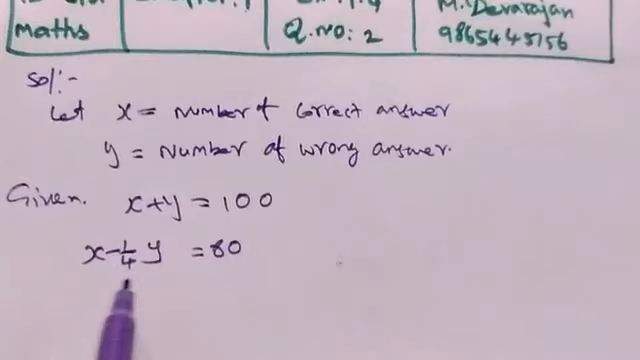 maths
Q.no: 2
M. Devarajan
9865445156
Sol:-
Let x = number of correct answer
y = number of wrong answer.
Given. x+y = 100
x-1/4 y = 80